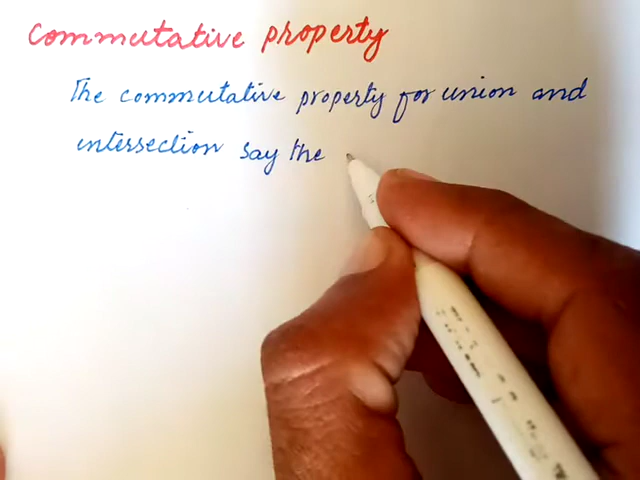 commutative property
The commutative property for union and
intersection say the